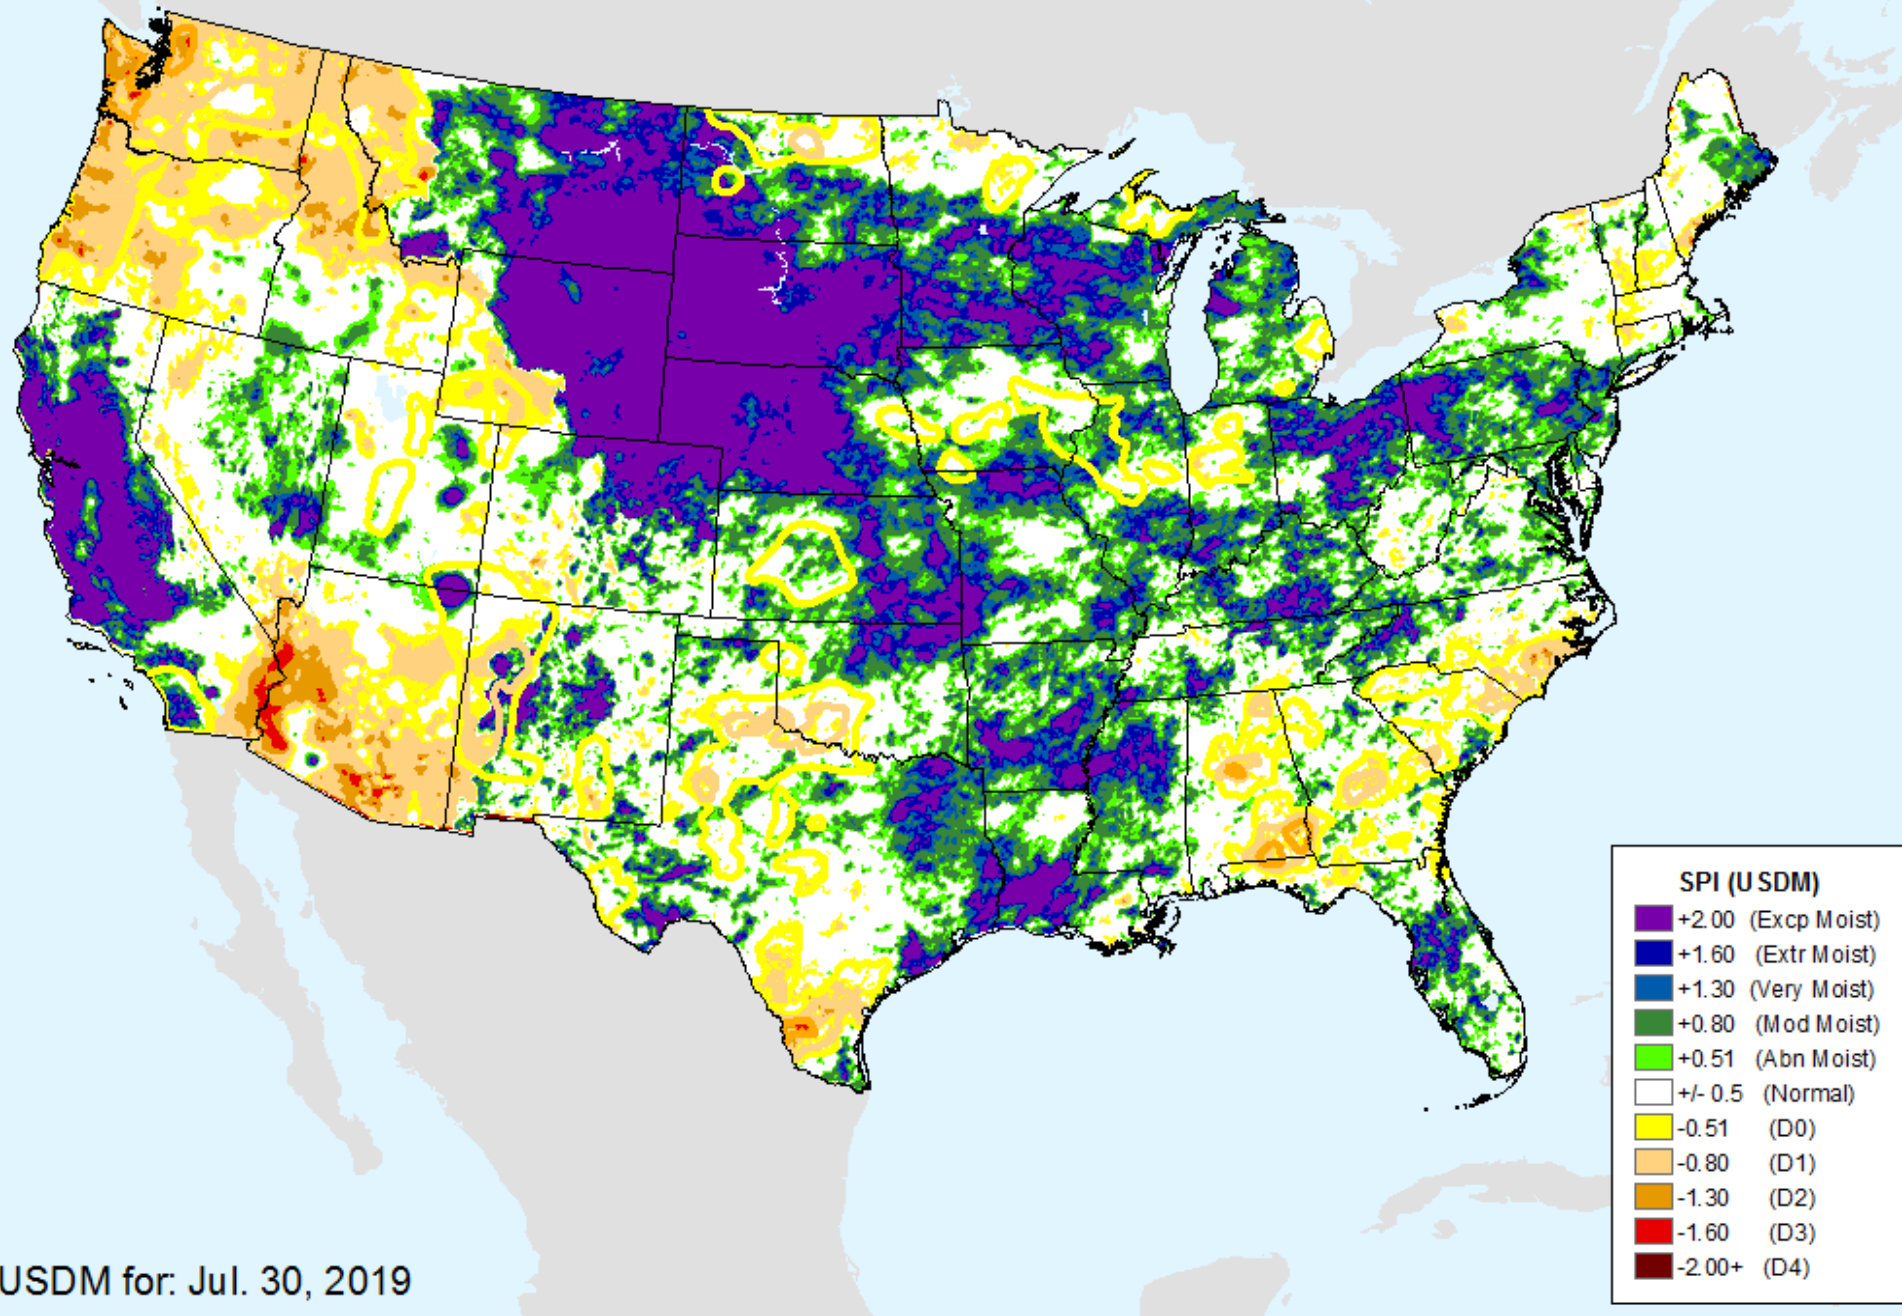 SPI (USDM)
+2.00 (Excp Moist)
+1.60 (Extr Moist)
+1.30 (Very Moist)
+0.80 (Mod Moist)
+0.51 (Abn Moist)
+/- 0.5 (Normal)
-0.51 (D0)
-0.80 (D1)
-1.30 (D2)
-1.60 (D3)
-2.00+ (D4)
USDM for: Jul. 30, 2019